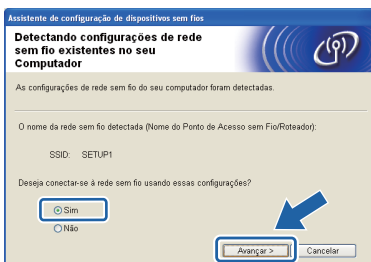 Assistente de configuração de dispositivos sem fios
Detectando configurações de rede
sem fio existentes no seu
Computador
As configurações de rede sem fio do seu computador foram detectadas.
O nome da rede sem fio detectada (Nome do Ponto de Acesso sem Fio/Roteador):
SSID: SETUP1
Deseja conectar-se à rede sem fio usando essas configurações?
Sim
Não
Avançar > Cancelar